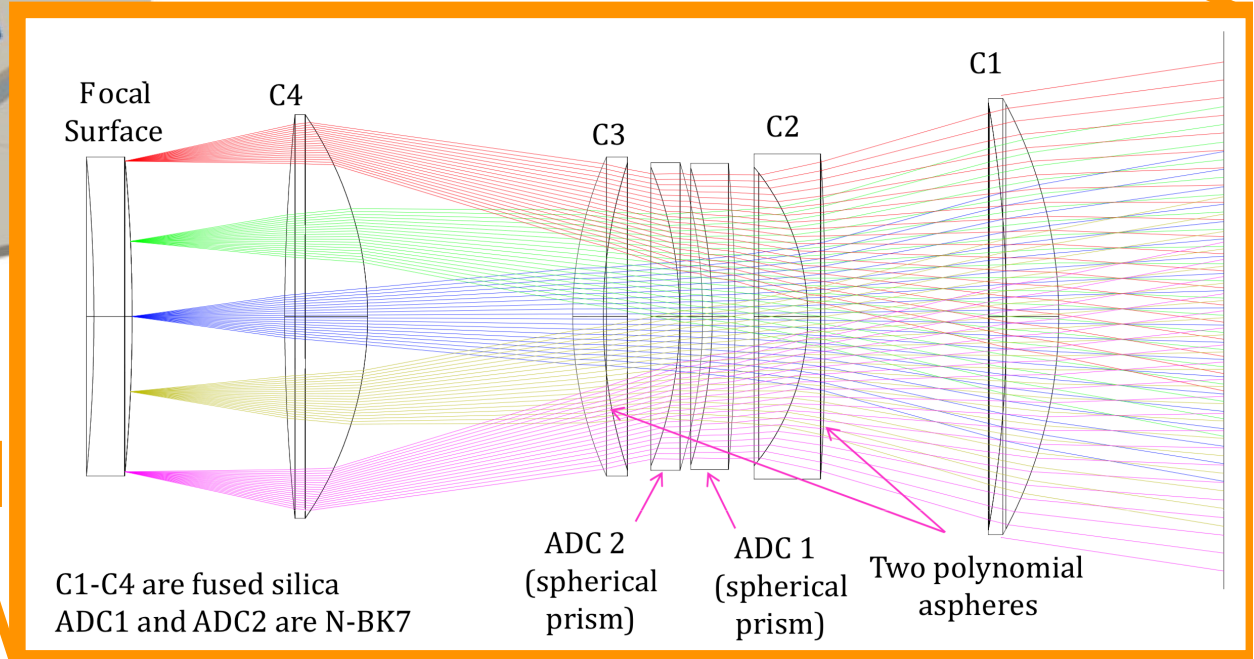 Focal
Surface
C4
C3
C2
C1
ADC 2
(spherical
prism)
ADC 1
(spherical
prism)
Two polynomial
aspheres
C1-C4 are fused silica
ADC1 and ADC2 are N-BK7